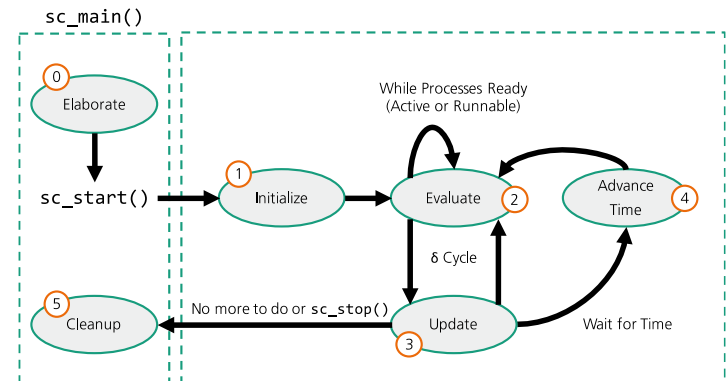 sc_main()
0
Elaborate
While Processes Ready
(Active or Runnable)
sc_start()
1
Initialize
Evaluate
2
Advance
Time
4
δ Cycle
5
Cleanup
No more to do or sc_stop()
Update
3
Wait for Time